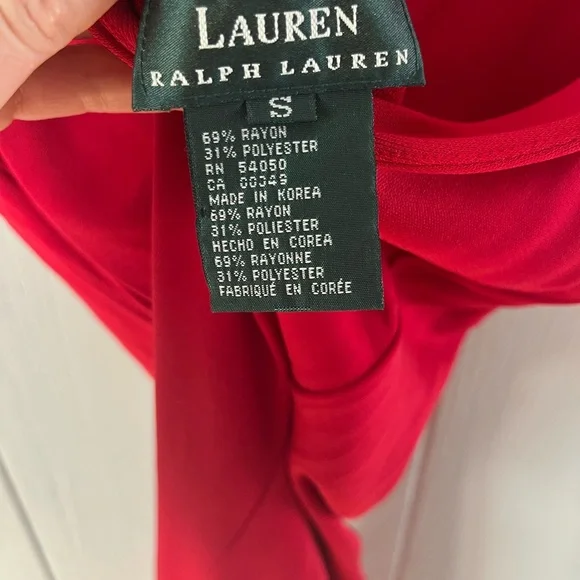 LAUREN
RALPH LAUREN
S
69% RAYON
31% POLYESTER
RN 54050
CA 00349
MADE IN KOREA
69% RAYON
31% POLIESTER
HECHO EN COREA
69% RAYONNE
31% POLYESTER
FABRIQUÉ EN CORÉE